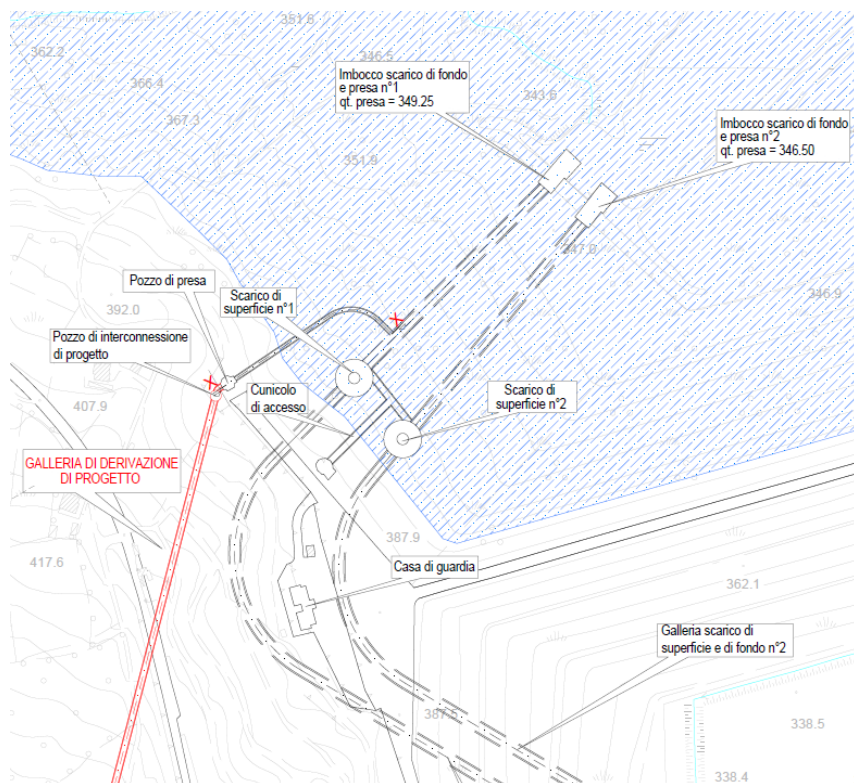 351.8
362.2
346.5
366.4
Imbocco scarico di fondo
e presa n°1
qt. presa = 349.25
343.6
367.3
Imbocco scarico di fondo
e presa n°2
qt. presa = 346.50
351.9
347.0
Pozzo di presa
392.0
Scarico di
superficie n°1
346.9
X
Pozzo di interconnessione
di progetto
X
Cunicolo
di accesso
Scarico di
superficie n°2
407.9
GALLERIA DI DERIVAZIONE
DI PROGETTO
387.9
417.6
Casa di guardia
362.1
Galleria scarico di
superficie e di fondo n°2
387.5
338.5
338.4